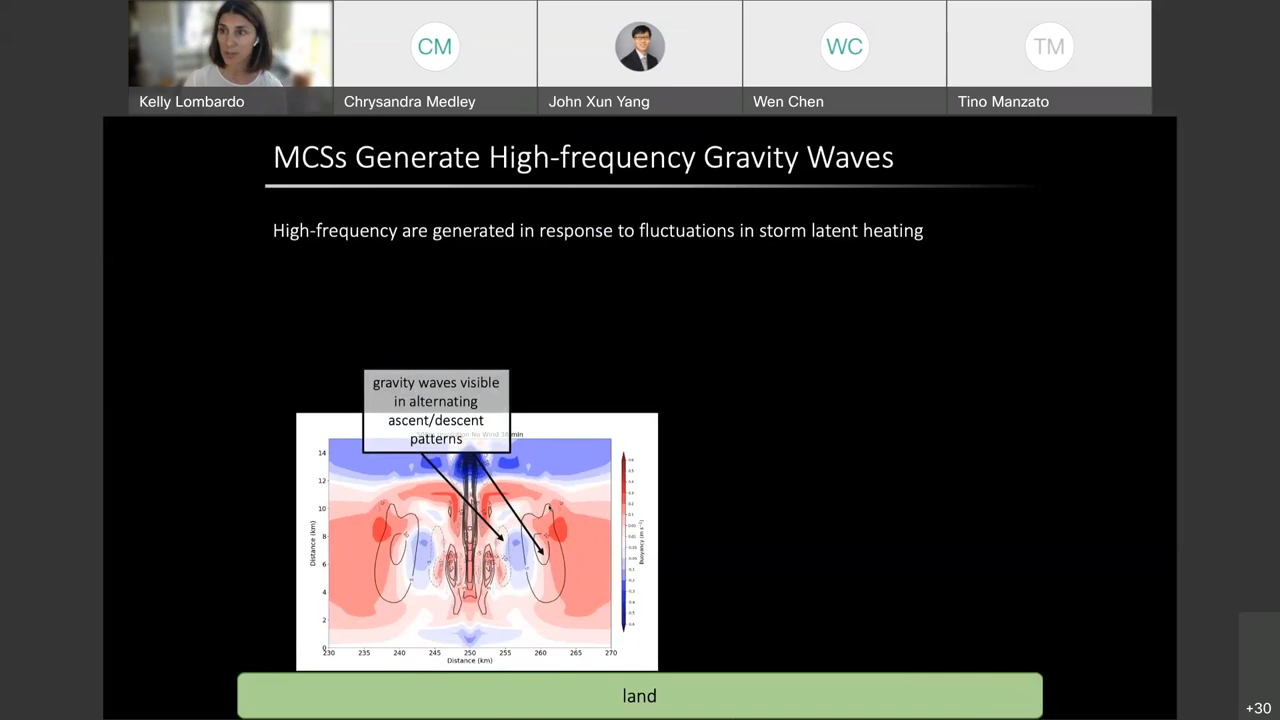 CM
WC
TM
Kelly Lombardo
Chrysandra Medley
John Xun Yang
Wen Chen
Tino Manzato
MCSs Generate High-frequency Gravity Waves
High-frequency are generated in response to fluctuations in storm latent heating
gravity waves visible
in alternating
ascent/descent
patterns
No Wind
min
14
12
10
8
6
4
2
0
Distance (km)
230 235 240 245 250 255 260 265 270
Distance (km)
land
+30